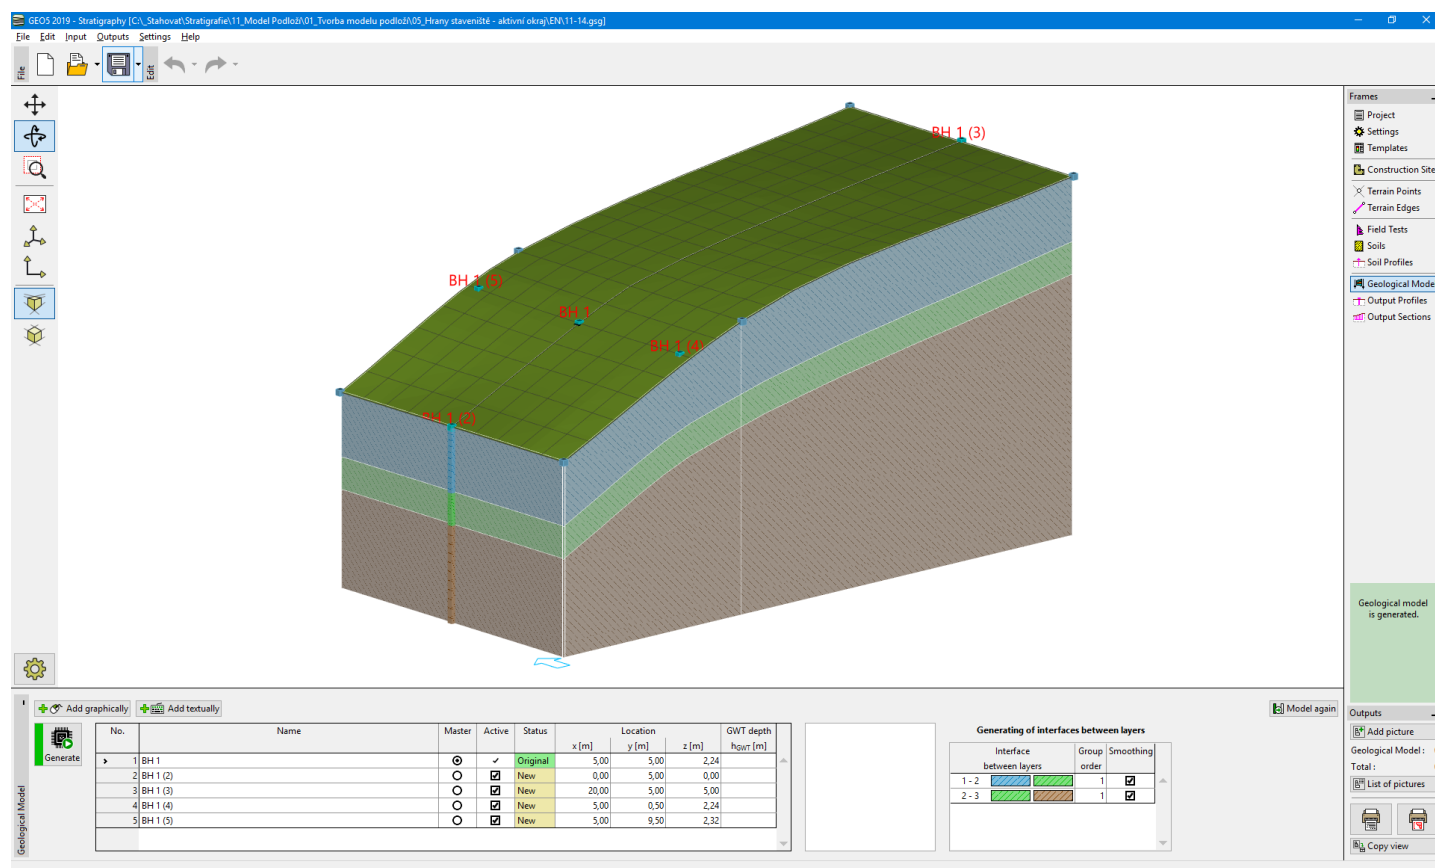 GEO5 2019 - Stratigraphy [C:\_Stahovat\Stratigrafie\11_Model Podloží\01_Tvorba modelu podloží\05_Hrany staveniště - aktivní okraj\EN\11-14.gsg]
File Edit Input Outputs Settings Help
File
Edit
BH 1 (3)
BH 1 (5)
BH 1
BH 1 (4)
BH 1 (2)
Frames
Project
Settings
Templates
Construction Site
Terrain Points
Terrain Edges
Field Tests
Soils
Soil Profiles
Geological Mode
Output Profiles
Output Sections
Geological model
is generated.
Outputs
Add picture
Geological Model :
Total :
List of pictures
Copy view
Geological Model
Add graphically Add textually Model again
Generate
No. Name Master Active Status Location GWT depth
x [m] y [m] z [m] hGWT [m]
1 BH 1 Original 5,00 5,00 2,24
2 BH 1 (2) New 0,00 5,00 0,00
3 BH 1 (3) New 20,00 5,00 5,00
4 BH 1 (4) New 5,00 0,50 2,24
5 BH 1 (5) New 5,00 9,50 2,32
Generating of interfaces between layers
Interface Group Smoothing
between layers order
1 - 2 1
2 - 3 1